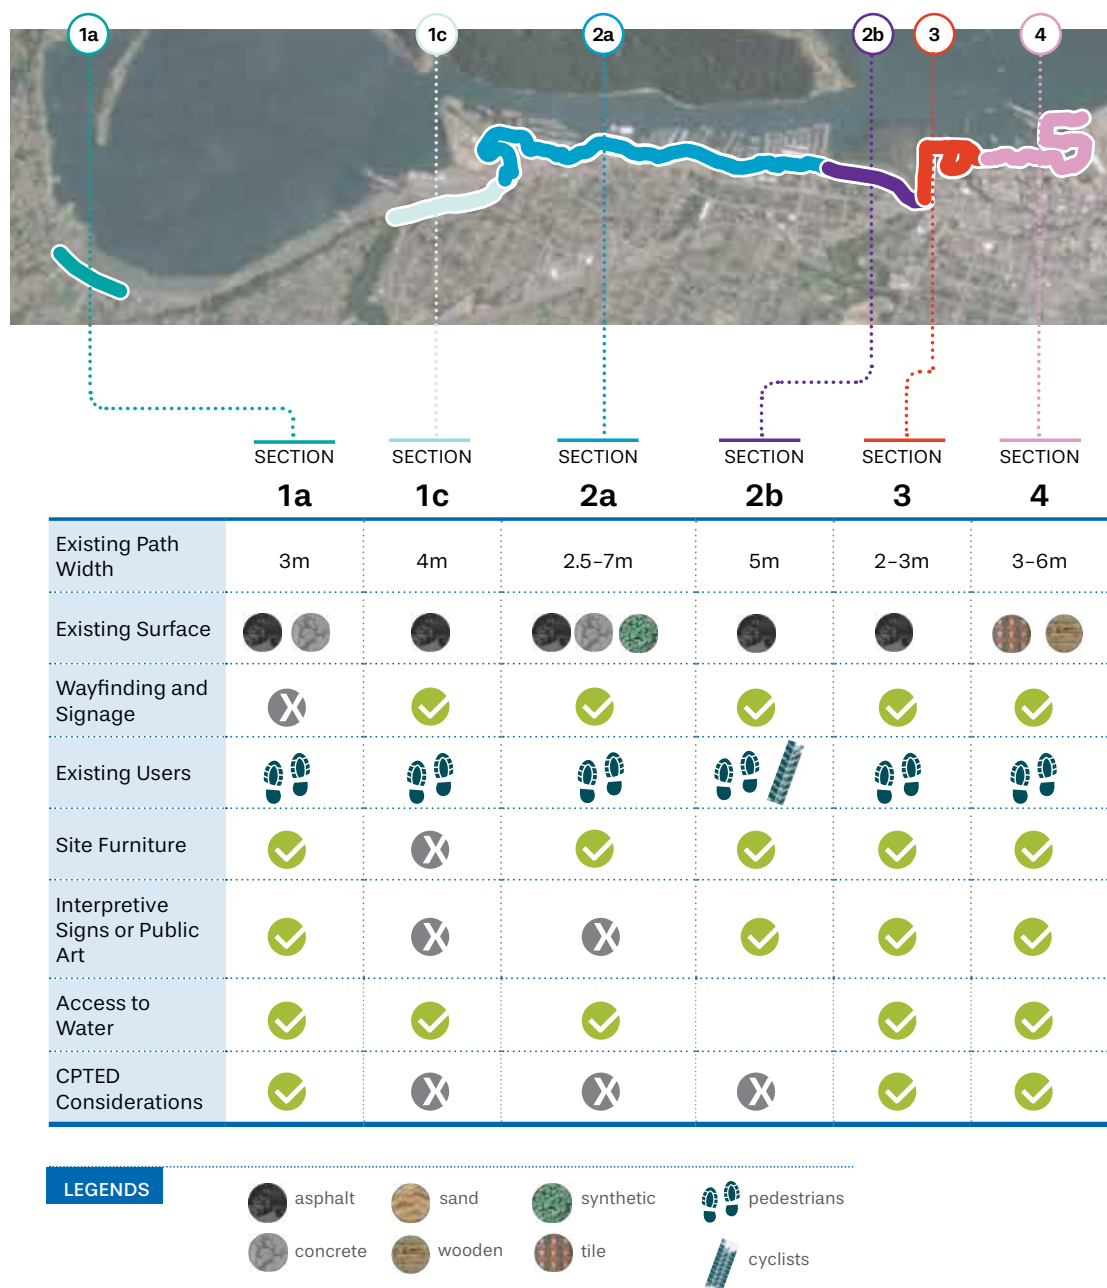 1a
1c
2a
2b
3
4
SECTION
1a
SECTION
1c
SECTION
2a
SECTION
2b
SECTION
3
SECTION
4
Existing Path
Width
3m
4m
2.5–7m
5m
2–3m
3–6m
Existing Surface
Wayfinding and
Signage
X
Existing Users
Site Furniture
X
Interpretive
Signs or Public
Art
X
X
Access to
Water
CPTED
Considerations
X
X
X
LEGENDS
asphalt
sand
synthetic
pedestrians
concrete
wooden
tile
cyclists